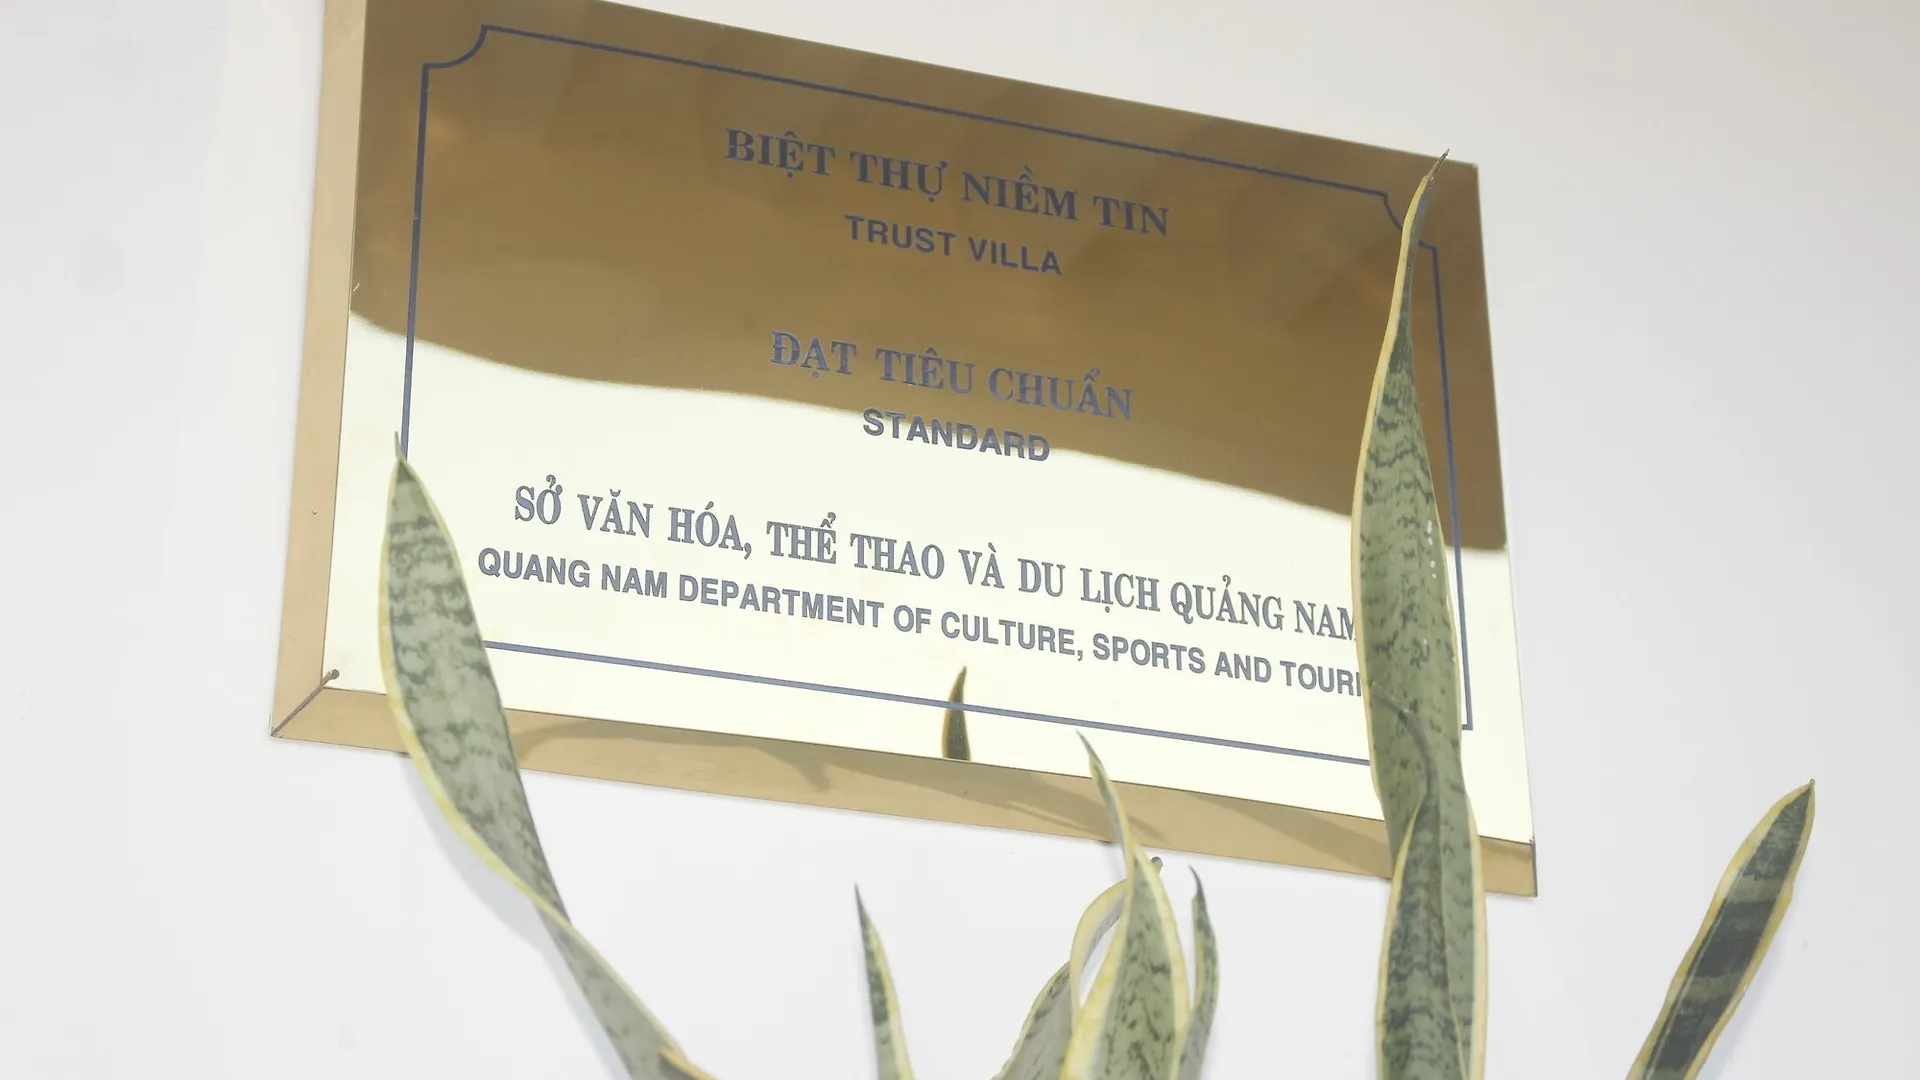 BIỆT THỰ NIỀM TIN
TRUST VILLA
ĐẠT TIÊU CHUẨN
STANDARD
SỞ VĂN HÓA, THỂ THAO VÀ DU LỊCH QUẢNG NAM
QUANG NAM DEPARTMENT OF CULTURE, SPORTS AND